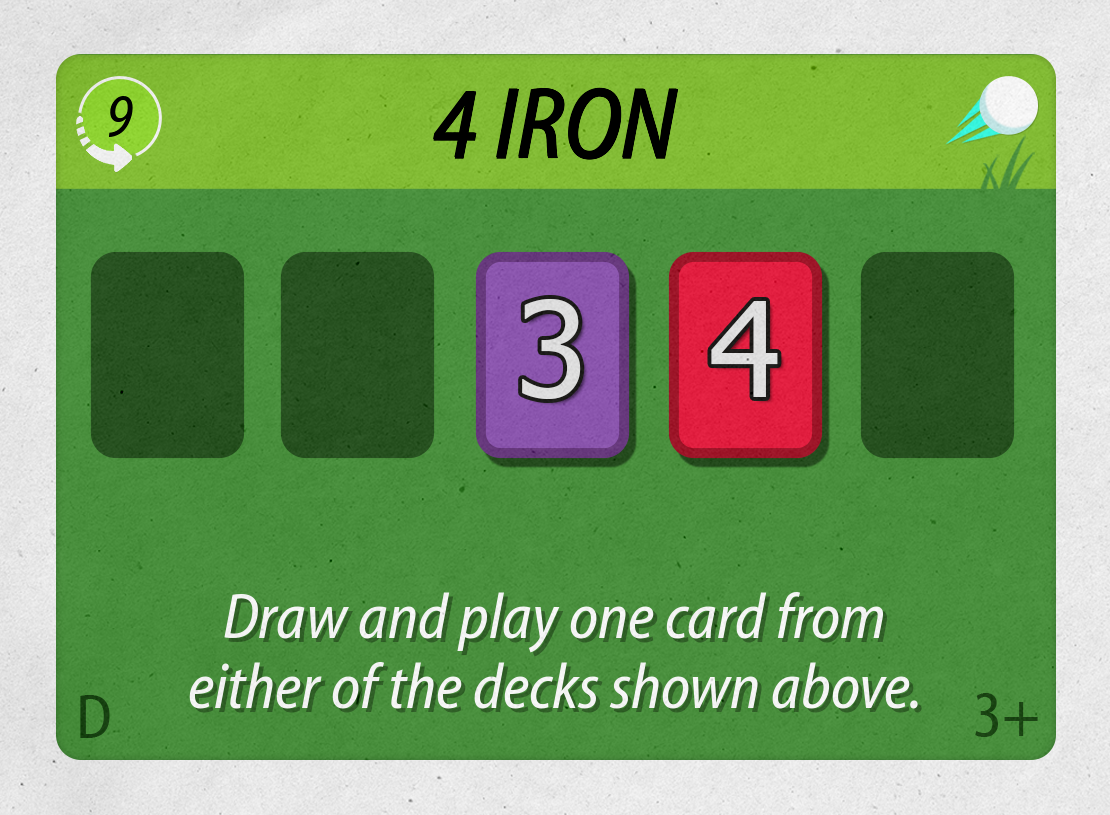 9
4 IRON
3 4
Draw and play one card from
either of the decks shown above.
D 3+